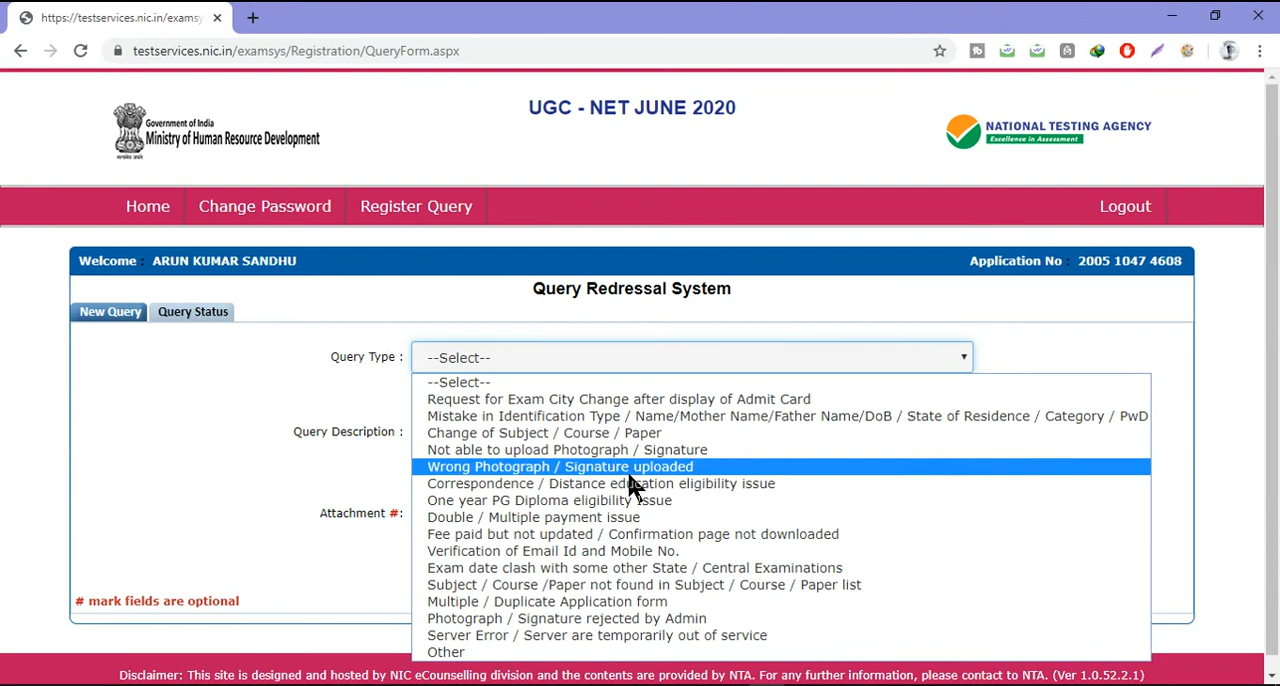 https://testservices.nic.in/examsy
testservices.nic.in/examsys/Registration/QueryForm.aspx
UGC - NET JUNE 2020
Government of India
Ministry of Human Resource Development
NATIONAL TESTING AGENCY
Excellence in Assessment
Home
Change Password
Register Query
Logout
Welcome : ARUN KUMAR SANDHU
Application No : 2005 1047 4608
Query Redressal System
New Query
Query Status
Query Type :
--Select--
--Select--
Request for Exam City Change after display of Admit Card
Mistake in Identification Type / Name/Mother Name/Father Name/DoB / State of Residence / Category / PwD
Change of Subject / Course / Paper
Query Description :
Not able to upload Photograph / Signature
Wrong Photograph / Signature uploaded
Correspondence / Distance education eligibility issue
One year PG Diploma eligibility issue
Attachment #:
Double / Multiple payment issue
Fee paid but not updated / Confirmation page not downloaded
Verification of Email Id and Mobile No.
Exam date clash with some other State / Central Examinations
Subject / Course /Paper not found in Subject / Course / Paper list
# mark fields are optional
Multiple / Duplicate Application form
Photograph / Signature rejected by Admin
Server Error / Server are temporarily out of service
Other
Disclaimer: This site is designed and hosted by NIC eCounselling division and the contents are provided by NTA. For any further information, please contact to NTA. (Ver 1.0.52.2.1)